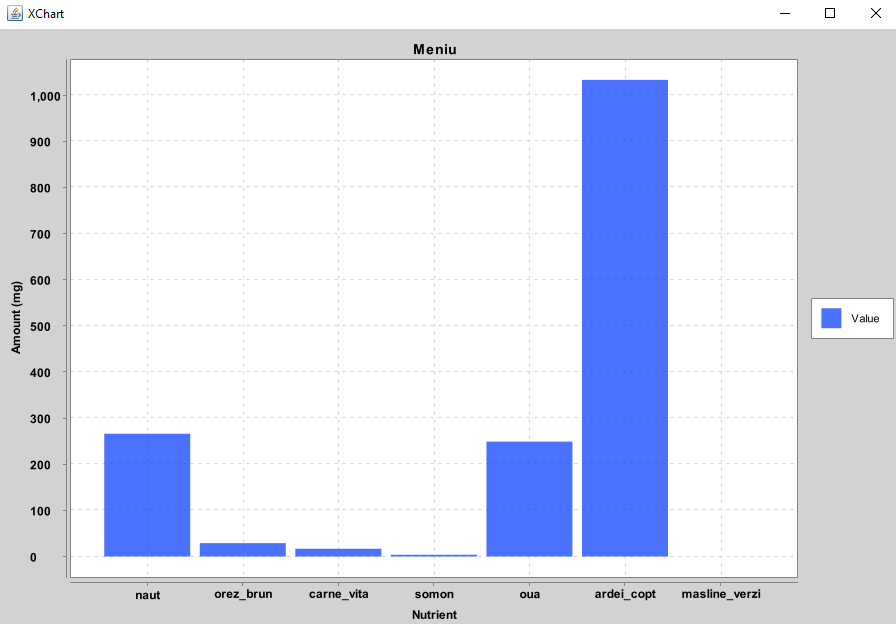 XChart
Meniu
1,000
900
800
700
600
500
400
300
200
100
0
Amount (mg)
naut orez_brun carne_vita somon oua ardei_copt masline_verzi
Nutrient
Value